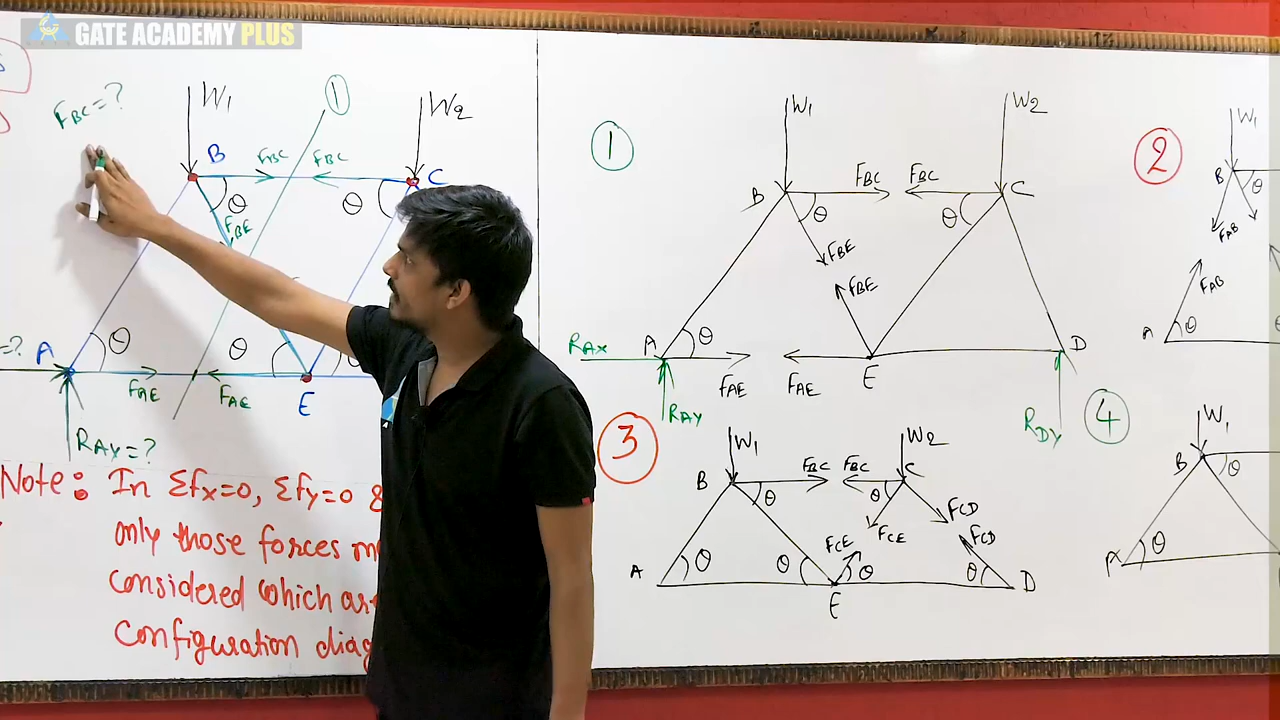 GATE ACADEMY PLUS
FBC=?
W1
1
W2
B
FBC
FBC
C
θ
θ
FBE
A
θ
θ
FAE
FAE
E
RAY=?
=?
Note: In Σfx=0, Σfy=0 &
only those forces
considered which
configuration
1
W1
W2
B
FBC
FBC
C
θ
θ
FBE
FBE
RAX
A
θ
FAE
FAE
E
D
RAY
RDY
2
W1
B
θ
FAB
FAB
A
θ
3
W1
W2
B
FBC
FBC
C
θ
θ
FCD
FCE
FCE
FCD
A
θ
θ
θ
θ
D
E
4
W1
B
θ
A
θ